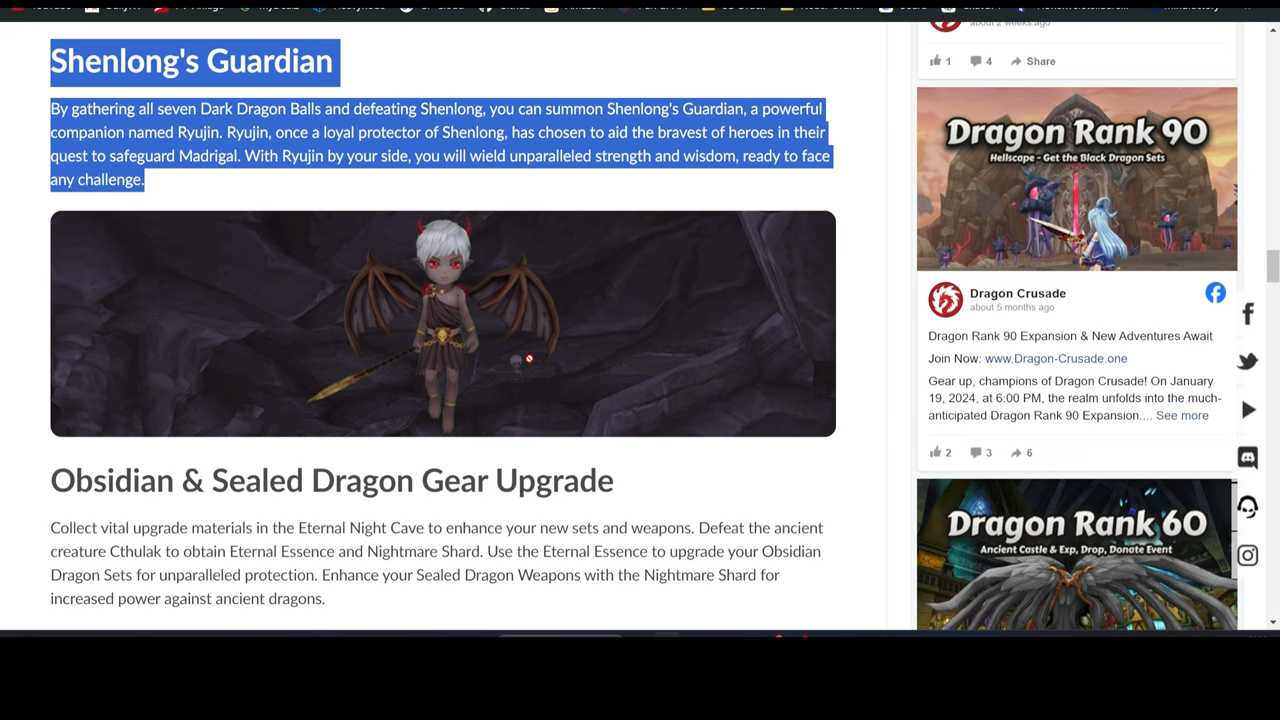 Shenlong's Guardian
By gathering all seven Dark Dragon Balls and defeating Shenlong, you can summon Shenlong's Guardian, a powerful
companion named Ryujin. Ryujin, once a loyal protector of Shenlong, has chosen to aid the bravest of heroes in their
quest to safeguard Madrigal. With Ryujin by your side, you will wield unparalleled strength and wisdom, ready to face
any challenge.
Obsidian & Sealed Dragon Gear Upgrade
Collect vital upgrade materials in the Eternal Night Cave to enhance your new sets and weapons. Defeat the ancient
creature Cthulak to obtain Eternal Essence and Nightmare Shard. Use the Eternal Essence to upgrade your Obsidian
Dragon Sets for unparalleled protection. Enhance your Sealed Dragon Weapons with the Nightmare Shard for
increased power against ancient dragons.
about 2 weeks ago
1 4 Share
Dragon Rank 90
Hellscape - Get the Black Dragon Sets
Dragon Crusade
about 5 months ago
Dragon Rank 90 Expansion & New Adventures Await
Join Now: www.Dragon-Crusade.one
Gear up, champions of Dragon Crusade! On January
19, 2024, at 6:00 PM, the realm unfolds into the much-
anticipated Dragon Rank 90 Expansion.... See more
2 3 6
Dragon Rank 60
Ancient Castle & Exp, Drop, Donate Event